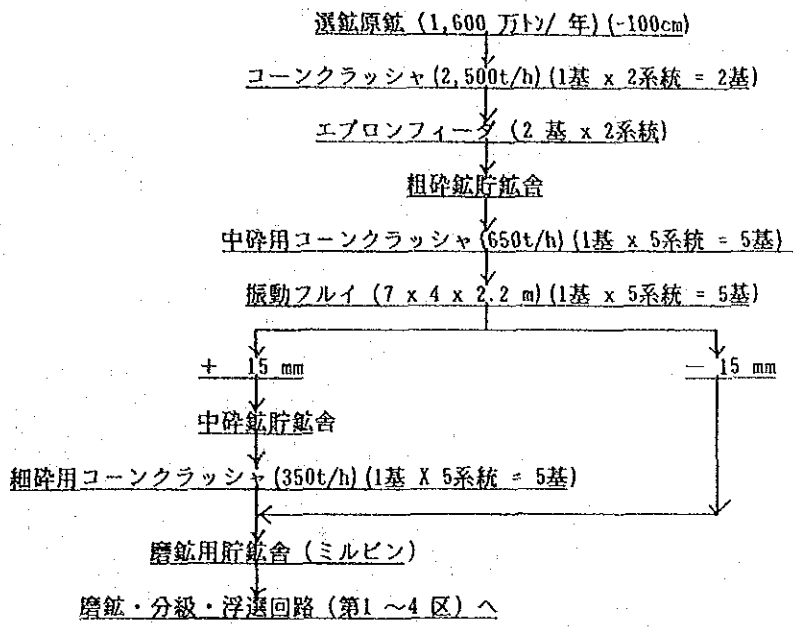 選鉱原鉱 (1,600 万トン/ 年) (-100cm)
コーンクラッシャ (2,500t/h) (1基 x 2系統 = 2基)
エプロンフィーダ (2 基 x 2系統)
粗砕鉱貯鉱舎
中砕用コーンクラッシャ (650t/h) (1基 x 5系統 = 5基)
振動フルイ (7 x 4 x 2.2 m) (1基 x 5系統 = 5基)
+ 15 mm
— 15 mm
中砕鉱貯鉱舎
細砕用コーンクラッシャ (350t/h) (1基 X 5系統 = 5基)
磨鉱用貯鉱舎 (ミルビン)
磨鉱・分級・浮選回路 (第1 ~4 区) へ